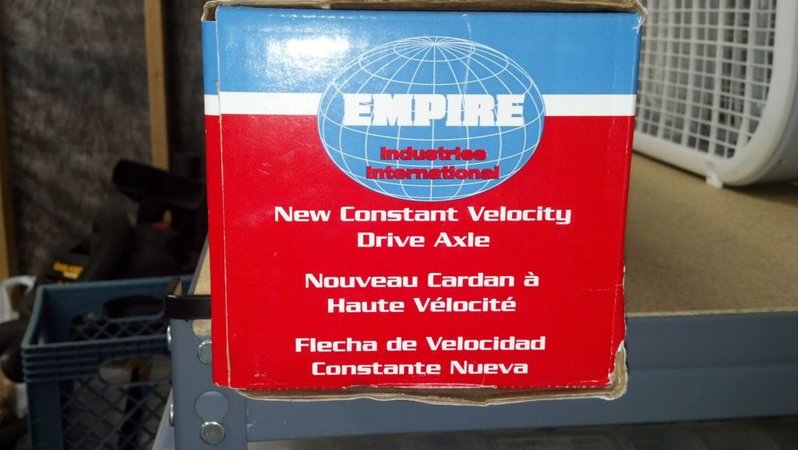 EMPIRE
Industries
International
New Constant Velocity
Drive Axle
Nouveau Cardan à
Haute Vélocité
Flecha de Velocidad
Constante Nueva